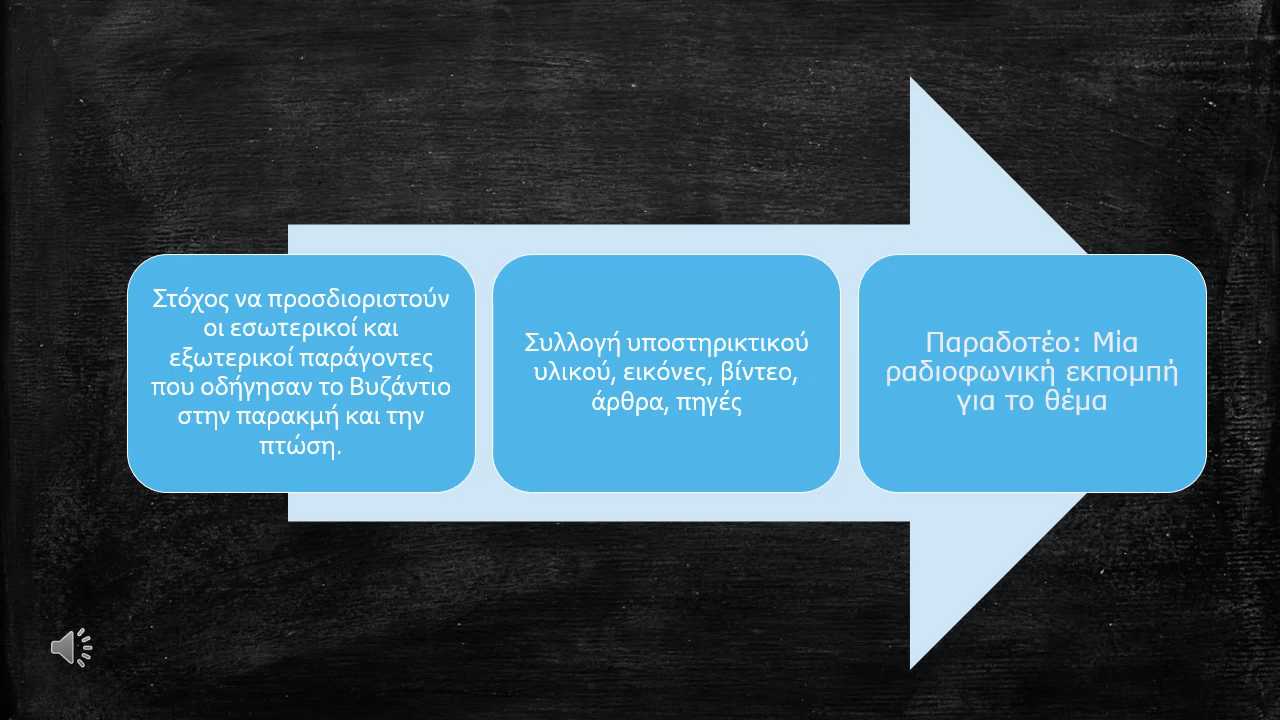 Στόχος να προσδιοριστούν
οι εσωτερικοί και
εξωτερικοί παράγοντες
που οδήγησαν το Βυζάντιο
στην παρακμή και την
πτώση.
Συλλογή υποστηρικτικού
υλικού, εικόνες, βίντεο,
άρθρα, πηγές
Παραδοτέο: Μία
ραδιοφωνική εκπομπή
για το θέμα